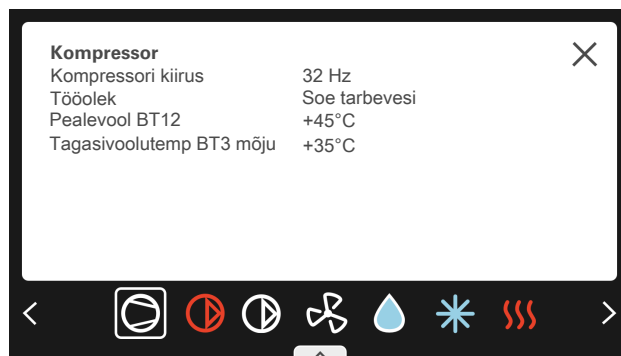 Kompressor
Kompressori kiirus 32 Hz
Tööolek Soe tarbevesi
Pealevool BT12 +45°C
Tagasivoolutemp BT3 mõju +35°C